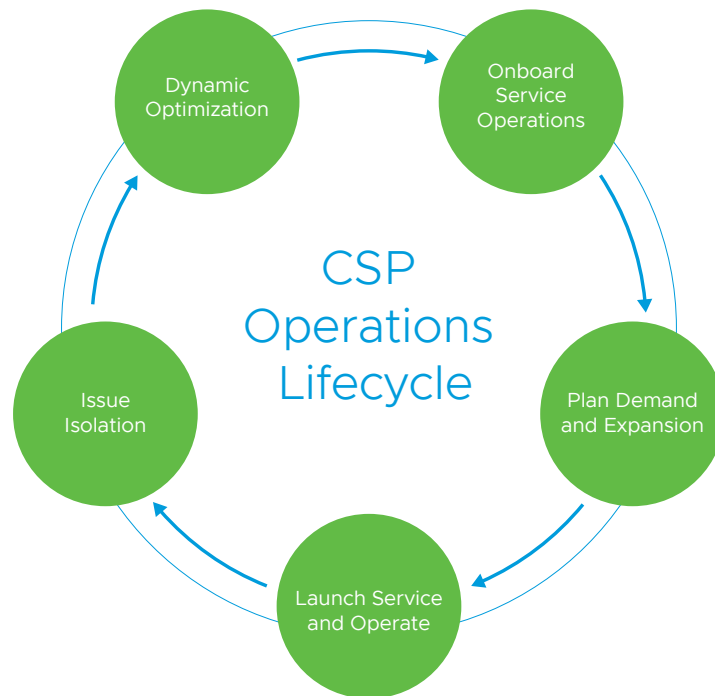 Dynamic
Optimization
Onboard
Service
Operations
CSP
Operations
Lifecycle
Issue
Isolation
Plan Demand
and Expansion
Launch Service
and Operate